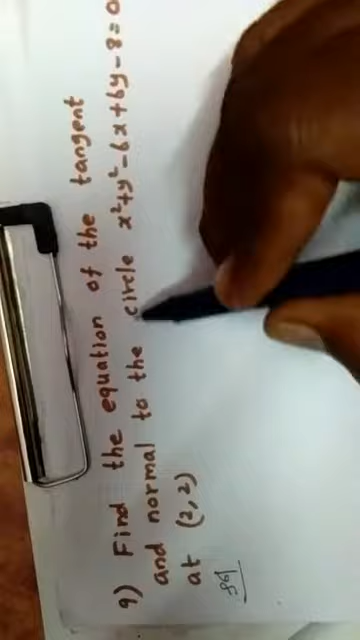 9) Find the equation of the tangent
and normal to the circle x²+y²-6x+6y-8=0
at (2,2)